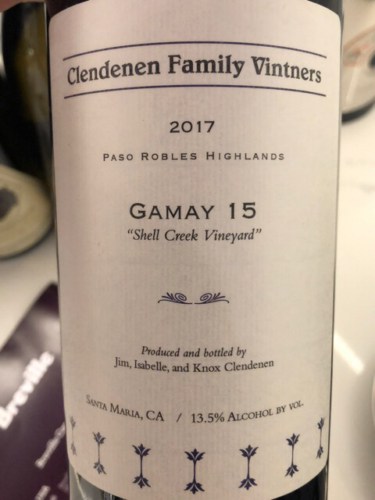 Clendenen Family Vintners
2017
PASO ROBLES HIGHLANDS
GAMAY 15
"Shell Creek Vineyard"
Produced and bottled by
Jim, Isabelle, and Knox Clendenen
SANTA MARIA, CA / 13.5% ALCOHOL BY VOL.
Breville